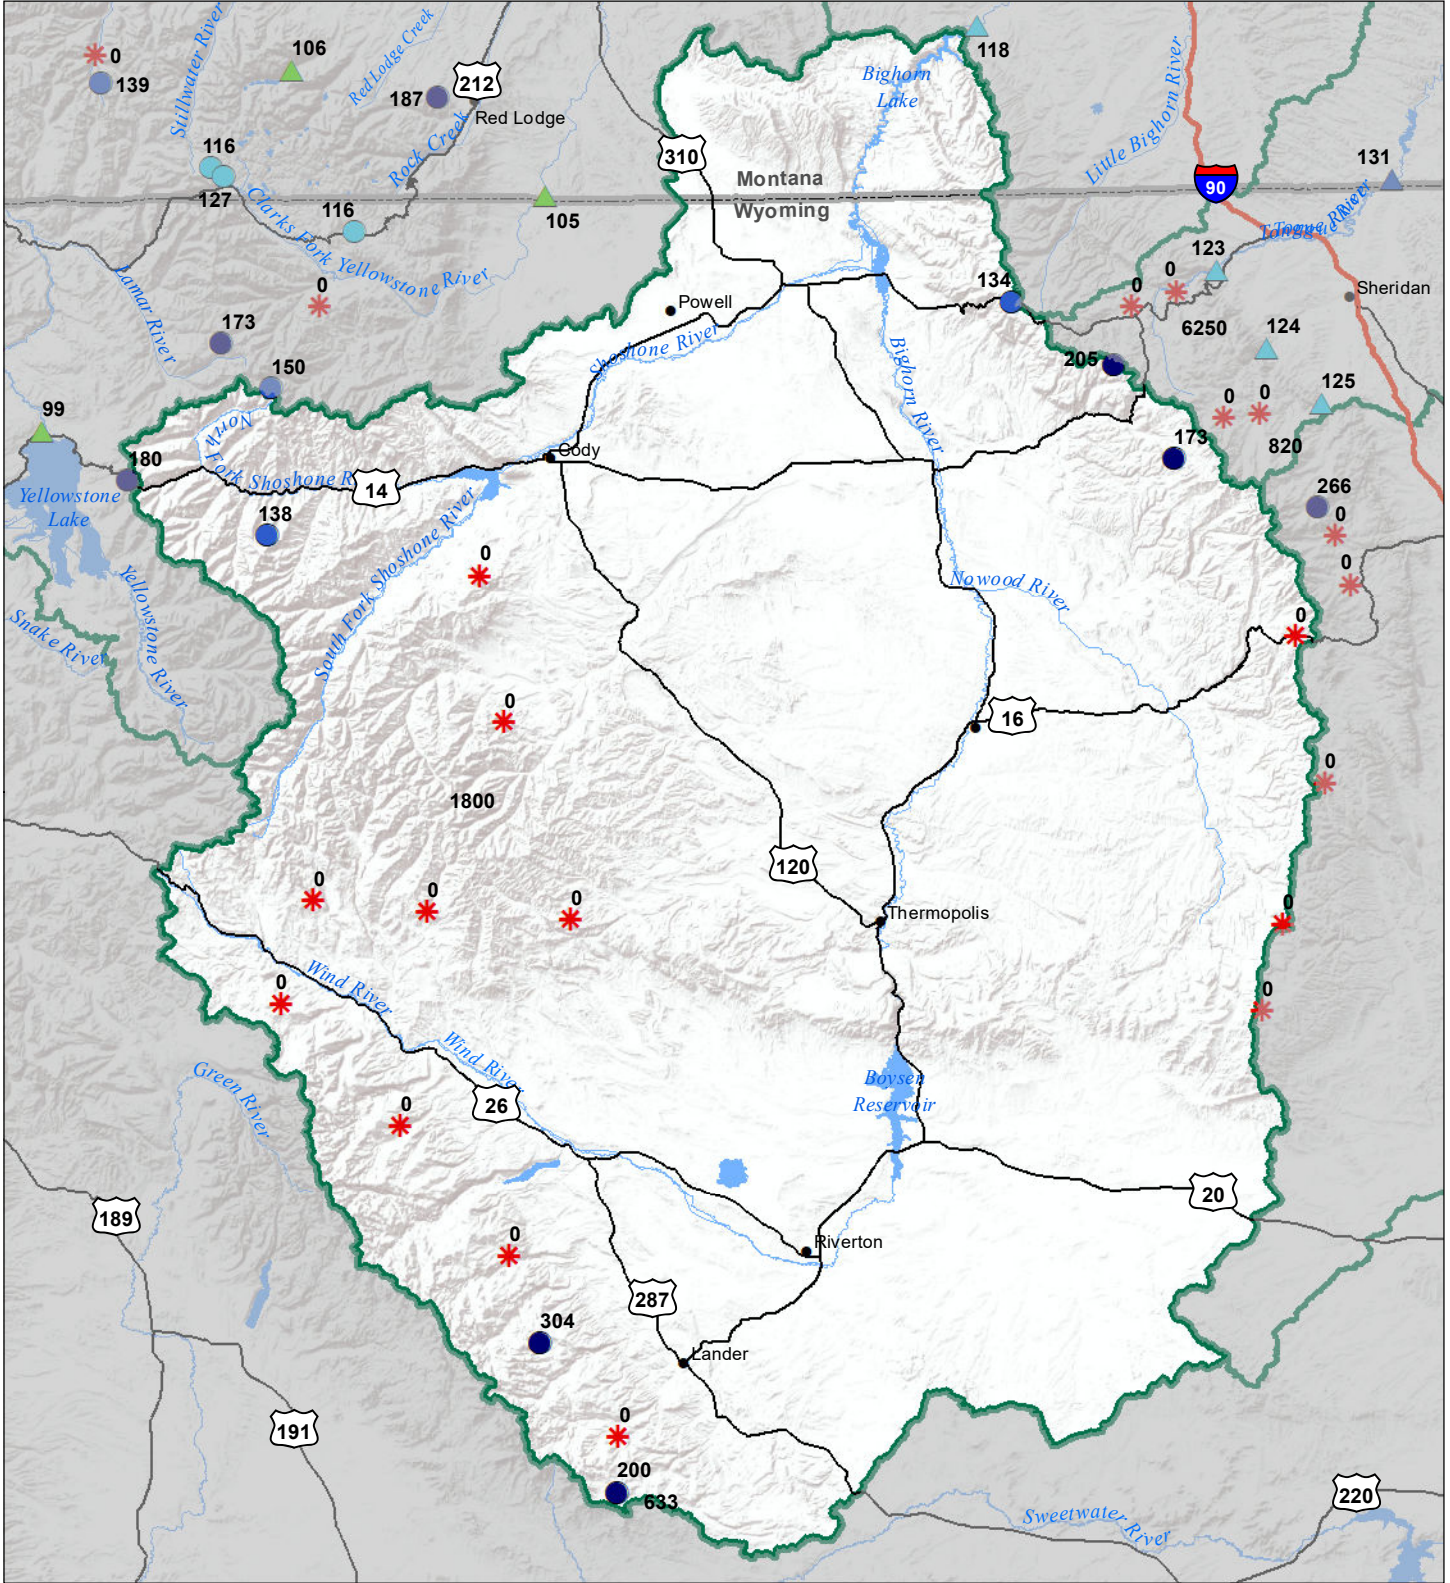 0
139
106
Stillwater River
Red Lodge Creek
187
212
Red Lodge
Rock Creek
116
127
116
Clarks Fork Yellowstone River
105
310
Montana
Wyoming
Bighorn
Lake
118
Little Bighorn River
90
131
Tongue River
123
0
0
Sheridan
6250
124
125
0
0
820
134
205
173
266
0
0
0
0
0
0
Lamar River
173
0
150
99
180
Yellowstone
Lake
North
Fork Shoshone R
14
138
Powell
Shoshone River
Cody
Bighorn River
South Fork Shoshone River
0
Nowood River
Yellowstone River
Snake River
0
16
1800
120
0
0
0
Thermopolis
Wind River
0
Wind River
26
Boysen
Reservoir
Green River
0
20
189
Riverton
0
287
304
Lander
191
0
200
633
220
Sweetwater
River